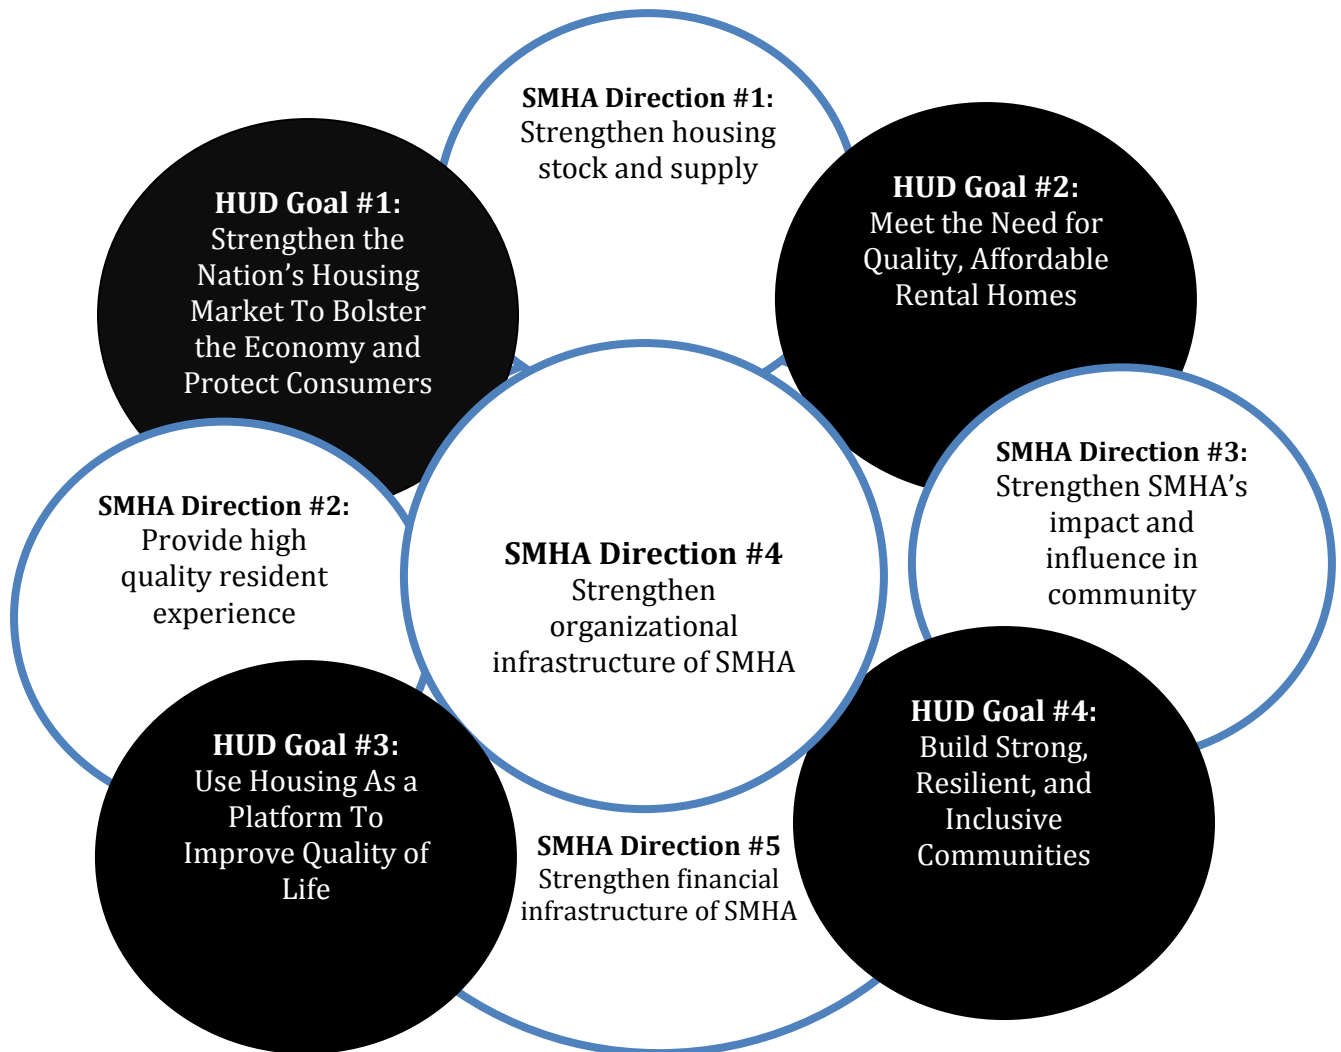 SMHA Direction #1:
Strengthen housing
stock and supply
HUD Goal #1:
Strengthen the
Nation’s Housing
Market To Bolster
the Economy and
Protect Consumers
HUD Goal #2:
Meet the Need for
Quality, Affordable
Rental Homes
SMHA Direction #2:
Provide high
quality resident
experience
SMHA Direction #4
Strengthen
organizational
infrastructure of SMHA
SMHA Direction #3:
Strengthen SMHA’s
impact and
influence in
community
HUD Goal #3:
Use Housing As a
Platform To
Improve Quality of
Life
SMHA Direction #5
Strengthen financial
infrastructure of SMHA
HUD Goal #4:
Build Strong,
Resilient, and
Inclusive
Communities